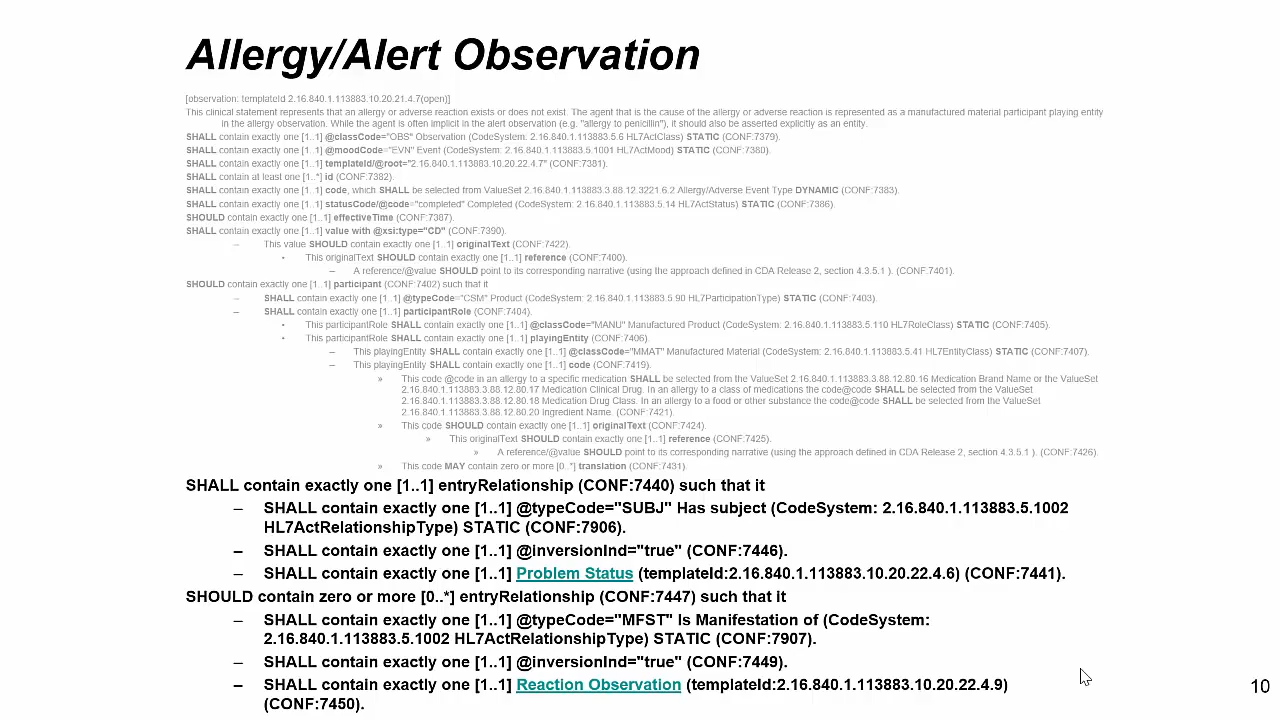 Allergy/Alert Observation
[observation: templateId 2.16.840.1.113883.10.20.21.4.7(open)]
This clinical statement represents that an allergy or adverse reaction exists or does not exist. The agent that is the cause of the allergy or adverse reaction is represented as a manufactured material participant playing entity
in the allergy observation. While the agent is often implicit in the alert observation (e.g. "allergy to penicillin"), it should also be asserted explicitly as an entity.
SHALL contain exactly one [1..1] @classCode="OBS" Observation (CodeSystem: 2.16.840.1.113883.5.6 HL7ActClass) STATIC (CONF:7379).
SHALL contain exactly one [1..1] @moodCode="EVN" Event (CodeSystem: 2.16.840.1.113883.5.1001 HL7ActMood) STATIC (CONF:7380).
SHALL contain exactly one [1..1] templateId/@root="2.16.840.1.113883.10.20.22.4.7" (CONF:7381).
SHALL contain at least one [1..*] id (CONF:7382).
SHALL contain exactly one [1..1] code, which SHALL be selected from ValueSet 2.16.840.1.113883.3.88.12.3221.6.2 Allergy/Adverse Event Type DYNAMIC (CONF:7383).
SHALL contain exactly one [1..1] statusCode/@code="completed" Completed (CodeSystem: 2.16.840.1.113883.5.14 HL7ActStatus) STATIC (CONF:7386).
SHOULD contain exactly one [1..1] effectiveTime (CONF:7387).
SHALL contain exactly one [1..1] value with @xsi:type="CD" (CONF:7390).
– This value SHOULD contain exactly one [1..1] originalText (CONF:7422).
• This originalText SHOULD contain exactly one [1..1] reference (CONF:7400).
– A reference/@value SHOULD point to its corresponding narrative (using the approach defined in CDA Release 2, section 4.3.5.1 ). (CONF:7401).
SHOULD contain exactly one [1..1] participant (CONF:7402) such that it
– SHALL contain exactly one [1..1] @typeCode="CSM" Product (CodeSystem: 2.16.840.1.113883.5.90 HL7ParticipationType) STATIC (CONF:7403).
– SHALL contain exactly one [1..1] participantRole (CONF:7404).
• This participantRole SHALL contain exactly one [1..1] @classCode="MANU" Manufactured Product (CodeSystem: 2.16.840.1.113883.5.110 HL7RoleClass) STATIC (CONF:7405).
• This participantRole SHALL contain exactly one [1..1] playingEntity (CONF:7406).
– This playingEntity SHALL contain exactly one [1..1] @classCode="MMAT" Manufactured Material (CodeSystem: 2.16.840.1.113883.5.41 HL7EntityClass) STATIC (CONF:7407).
– This playingEntity SHALL contain exactly one [1..1] code (CONF:7419).
» This code @code in an allergy to a specific medication SHALL be selected from the ValueSet 2.16.840.1.113883.3.88.12.80.16 Medication Brand Name or the ValueSet
2.16.840.1.113883.3.88.12.80.17 Medication Clinical Drug. In an allergy to a class of medications the code@code SHALL be selected from the ValueSet
2.16.840.1.113883.3.88.12.80.18 Medication Drug Class. In an allergy to a food or other substance the code@code SHALL be selected from the ValueSet
2.16.840.1.113883.3.88.12.80.20 Ingredient Name. (CONF:7421).
» This code SHOULD contain exactly one [1..1] originalText (CONF:7424).
» This originalText SHOULD contain exactly one [1..1] reference (CONF:7425).
» A reference/@value SHOULD point to its corresponding narrative (using the approach defined in CDA Release 2, section 4.3.5.1 ). (CONF:7426).
» This code MAY contain zero or more [0..*] translation (CONF:7431).
SHALL contain exactly one [1..1] entryRelationship (CONF:7440) such that it
– SHALL contain exactly one [1..1] @typeCode="SUBJ" Has subject (CodeSystem: 2.16.840.1.113883.5.1002
HL7ActRelationshipType) STATIC (CONF:7906).
– SHALL contain exactly one [1..1] @inversionInd="true" (CONF:7446).
– SHALL contain exactly one [1..1] Problem Status (templateId:2.16.840.1.113883.10.20.22.4.6) (CONF:7441).
SHOULD contain zero or more [0..*] entryRelationship (CONF:7447) such that it
– SHALL contain exactly one [1..1] @typeCode="MFST" Is Manifestation of (CodeSystem:
2.16.840.1.113883.5.1002 HL7ActRelationshipType) STATIC (CONF:7907).
– SHALL contain exactly one [1..1] @inversionInd="true" (CONF:7449).
– SHALL contain exactly one [1..1] Reaction Observation (templateId:2.16.840.1.113883.10.20.22.4.9)
(CONF:7450).
10